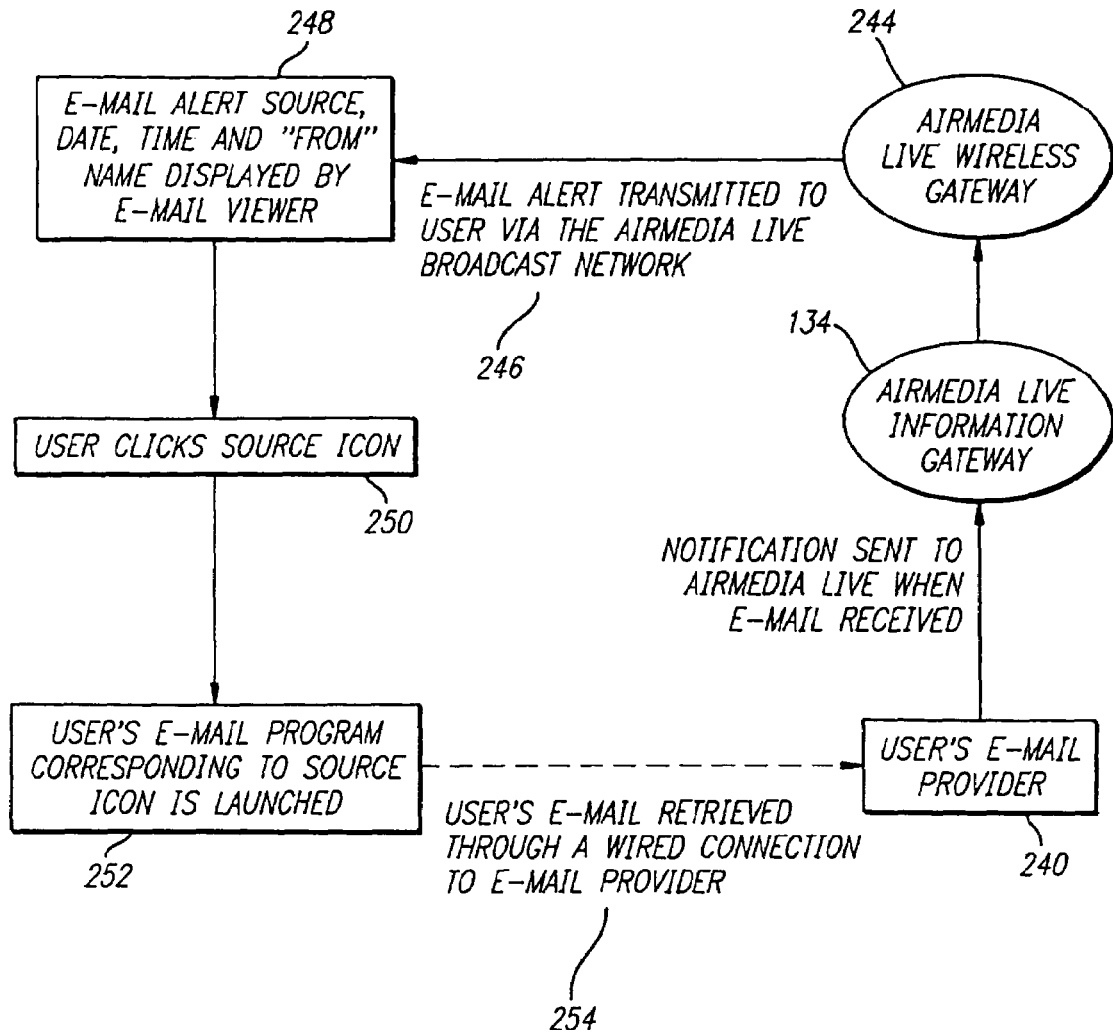 248
E-MAIL ALERT SOURCE,
DATE, TIME AND "FROM"
NAME DISPLAYED BY
E-MAIL VIEWER
244
AIRMEDIA
LIVE WIRELESS
GATEWAY
E-MAIL ALERT TRANSMITTED TO
USER VIA THE AIRMEDIA LIVE
BROADCAST NETWORK
246
134
AIRMEDIA LIVE
INFORMATION
GATEWAY
USER CLICKS SOURCE ICON
250
NOTIFICATION SENT TO
AIRMEDIA LIVE WHEN
E-MAIL RECEIVED
USER'S E-MAIL PROGRAM
CORRESPONDING TO SOURCE
ICON IS LAUNCHED
252
USER'S E-MAIL RETRIEVED
THROUGH A WIRED CONNECTION
TO E-MAIL PROVIDER
254
USER'S E-MAIL
PROVIDER
240